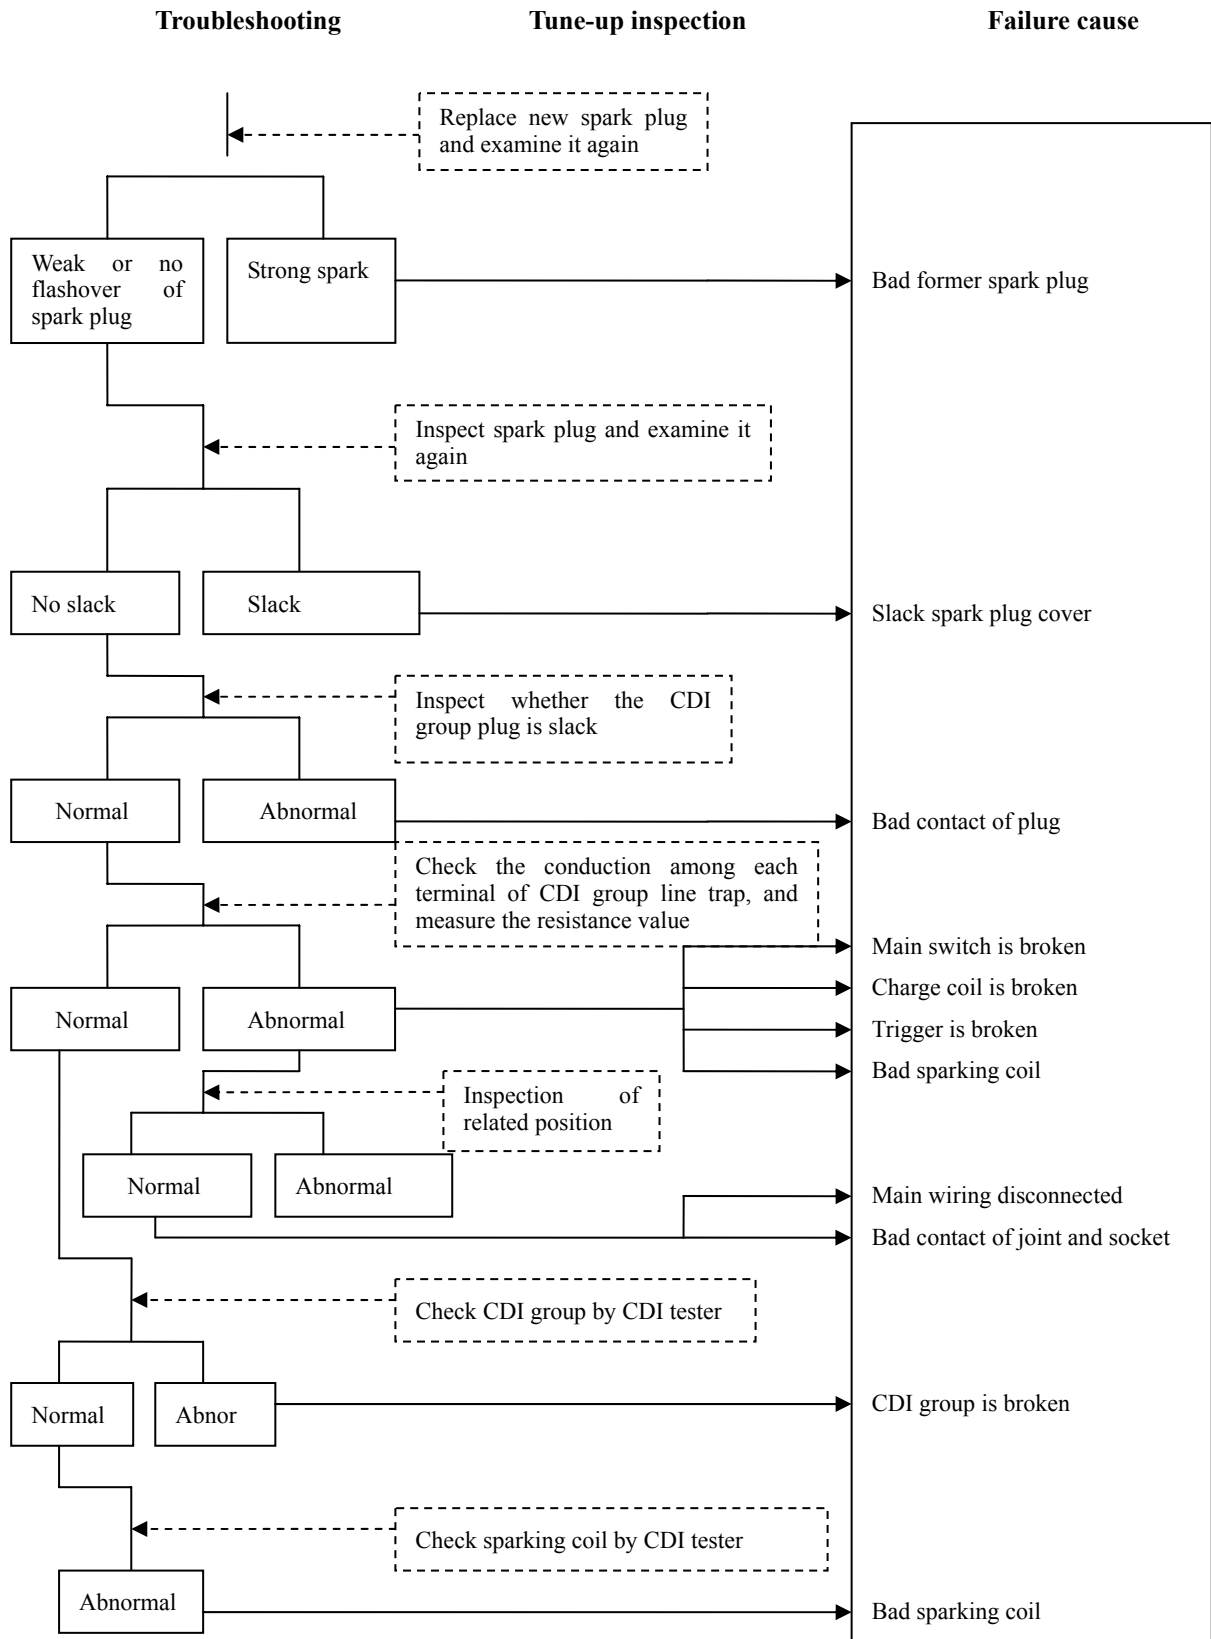 Troubleshooting
Tune-up inspection
Failure cause
Replace new spark plug
and examine it again
Weak or no
flashover of
spark plug
Strong spark
Bad former spark plug
Inspect spark plug and examine it
again
No slack
Slack
Slack spark plug cover
Inspect whether the CDI
group plug is slack
Normal
Abnormal
Bad contact of plug
Check the conduction among each
terminal of CDI group line trap, and
measure the resistance value
Main switch is broken
Charge coil is broken
Normal
Abnormal
Trigger is broken
Bad sparking coil
Inspection of
related position
Normal
Abnormal
Main wiring disconnected
Bad contact of joint and socket
Check CDI group by CDI tester
Normal
Abnor
CDI group is broken
Check sparking coil by CDI tester
Abnormal
Bad sparking coil